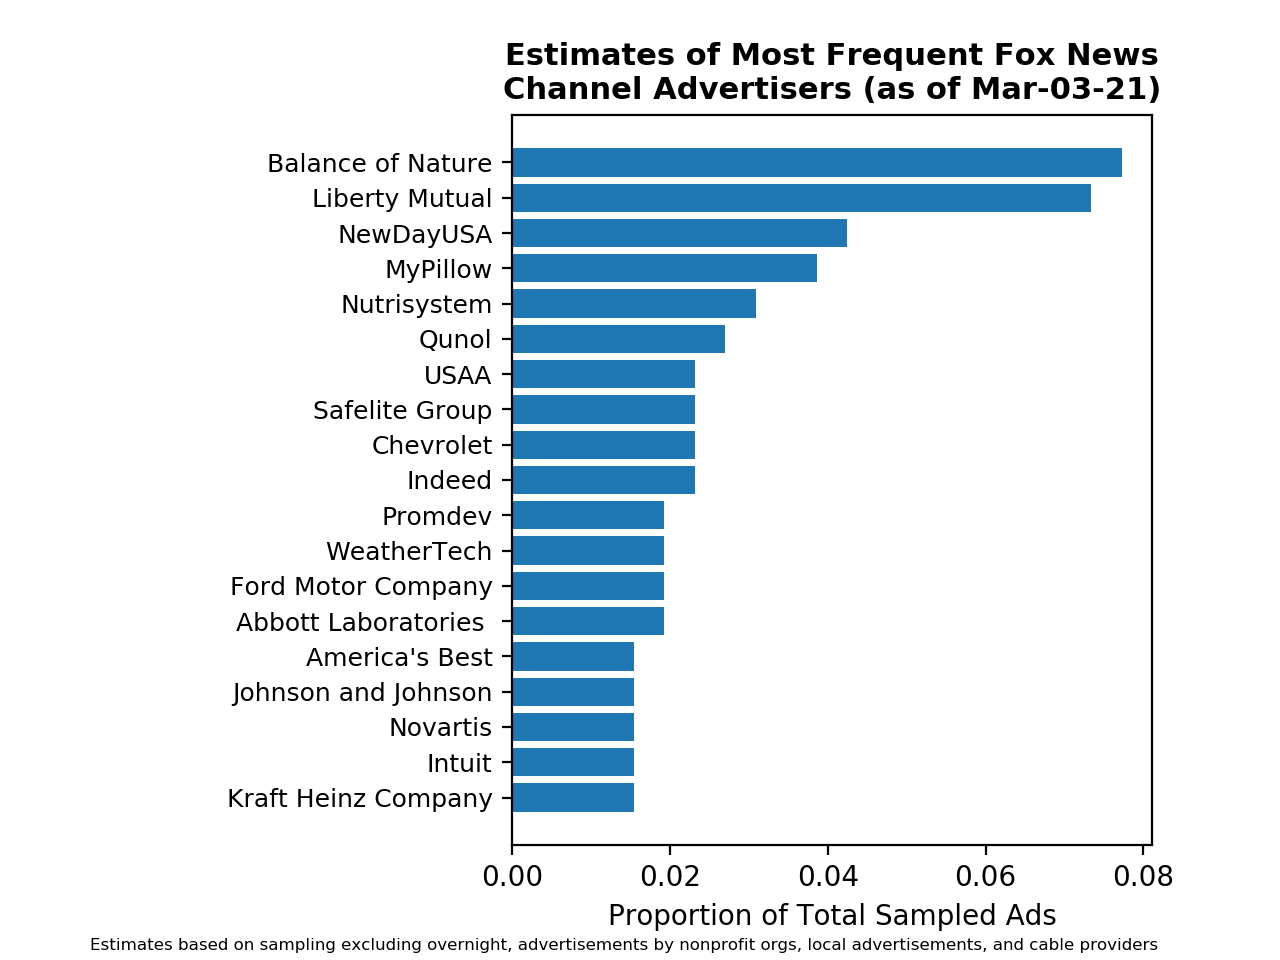 Estimates of Most Frequent Fox News
Channel Advertisers (as of Mar-03-21)
Balance of Nature
Liberty Mutual
NewDayUSA
MyPillow
Nutrisystem
Qunol
USAA
Safelite Group
Chevrolet
Indeed
Promdev
WeatherTech
Ford Motor Company
Abbott Laboratories
America's Best
Johnson and Johnson
Novartis
Intuit
Kraft Heinz Company
0.00 0.02 0.04 0.06 0.08
Proportion of Total Sampled Ads
Estimates based on sampling excluding overnight, advertisements by nonprofit orgs, local advertisements, and cable providers